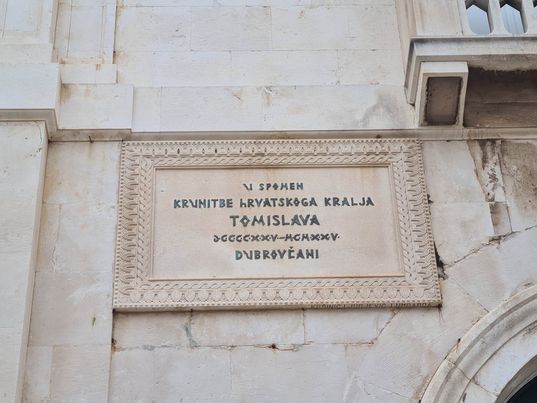 U SPOMEN
KRUNITBE HRVATSKOGA KRALJA
TOMISLAVA
DCCCCXXV–MCMXXV·
DUBROVČANI